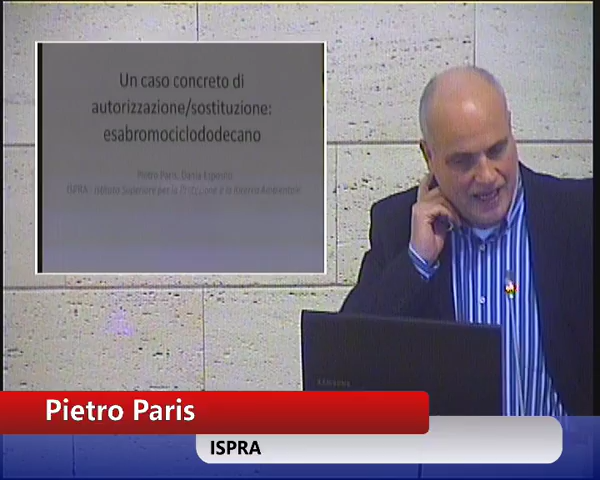 Un caso concreto di
autorizzazione/sostituzione:
esabromociclododecano
Pietro Paris, Dania Esposito
ISPRA - Istituto Superiore per la Protezione e la Ricerca Ambientale
SAMSUNG
Pietro Paris
ISPRA